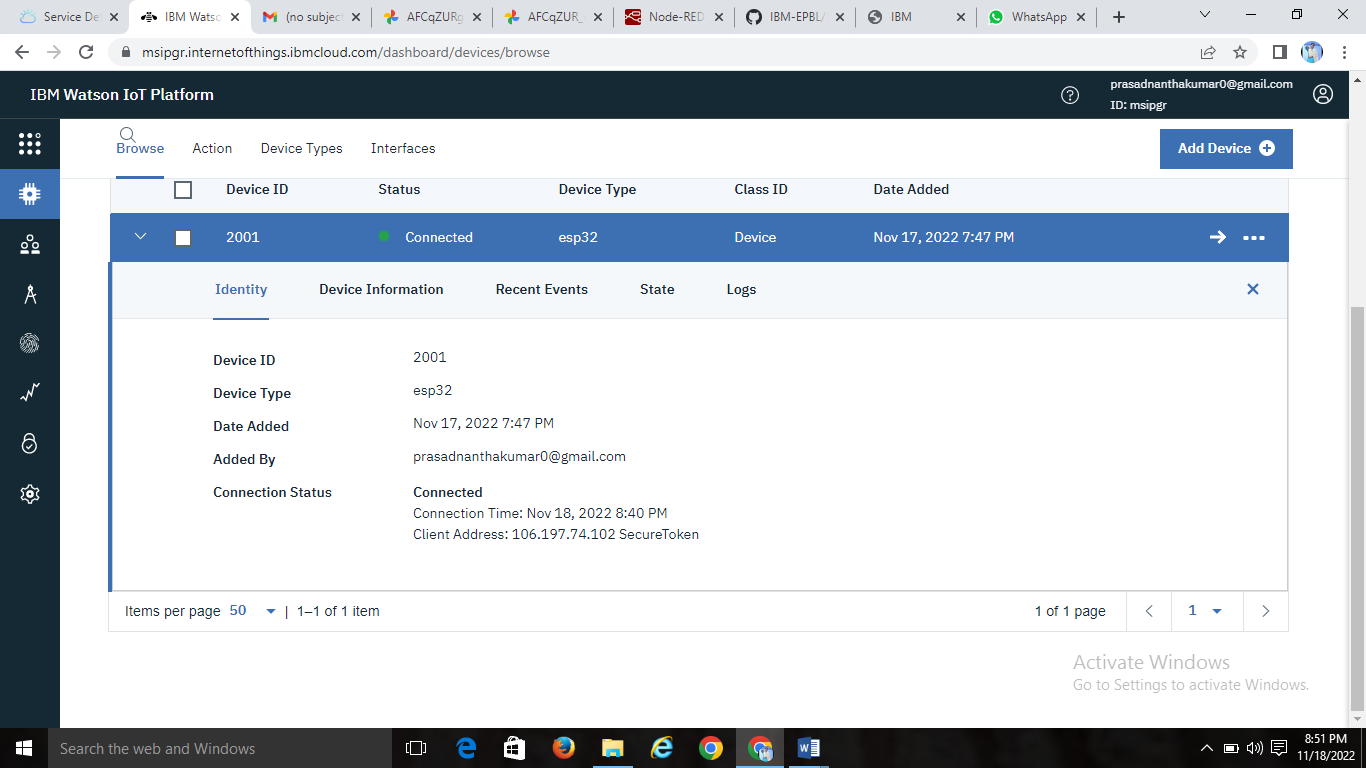 Service De
IBM Watso
(no subject
AFCqZURg
AFCqZUR_
Node-RED
IBM-EPBL/
IBM
WhatsApp
msipgr.internetofthings.ibmcloud.com/dashboard/devices/browse
IBM Watson IoT Platform
prasadnanthakumar0@gmail.com
ID: msipgr
Browse Action Device Types Interfaces
Add Device
Device ID Status Device Type Class ID Date Added
2001 Connected esp32 Device Nov 17, 2022 7:47 PM
Identity Device Information Recent Events State Logs
Device ID 2001
Device Type esp32
Date Added Nov 17, 2022 7:47 PM
Added By prasadnanthakumar0@gmail.com
Connection Status Connected
Connection Time: Nov 18, 2022 8:40 PM
Client Address: 106.197.74.102 SecureToken
Items per page 50 | 1–1 of 1 item 1 of 1 page 1
Activate Windows
Go to Settings to activate Windows.
Search the web and Windows
8:51 PM
11/18/2022